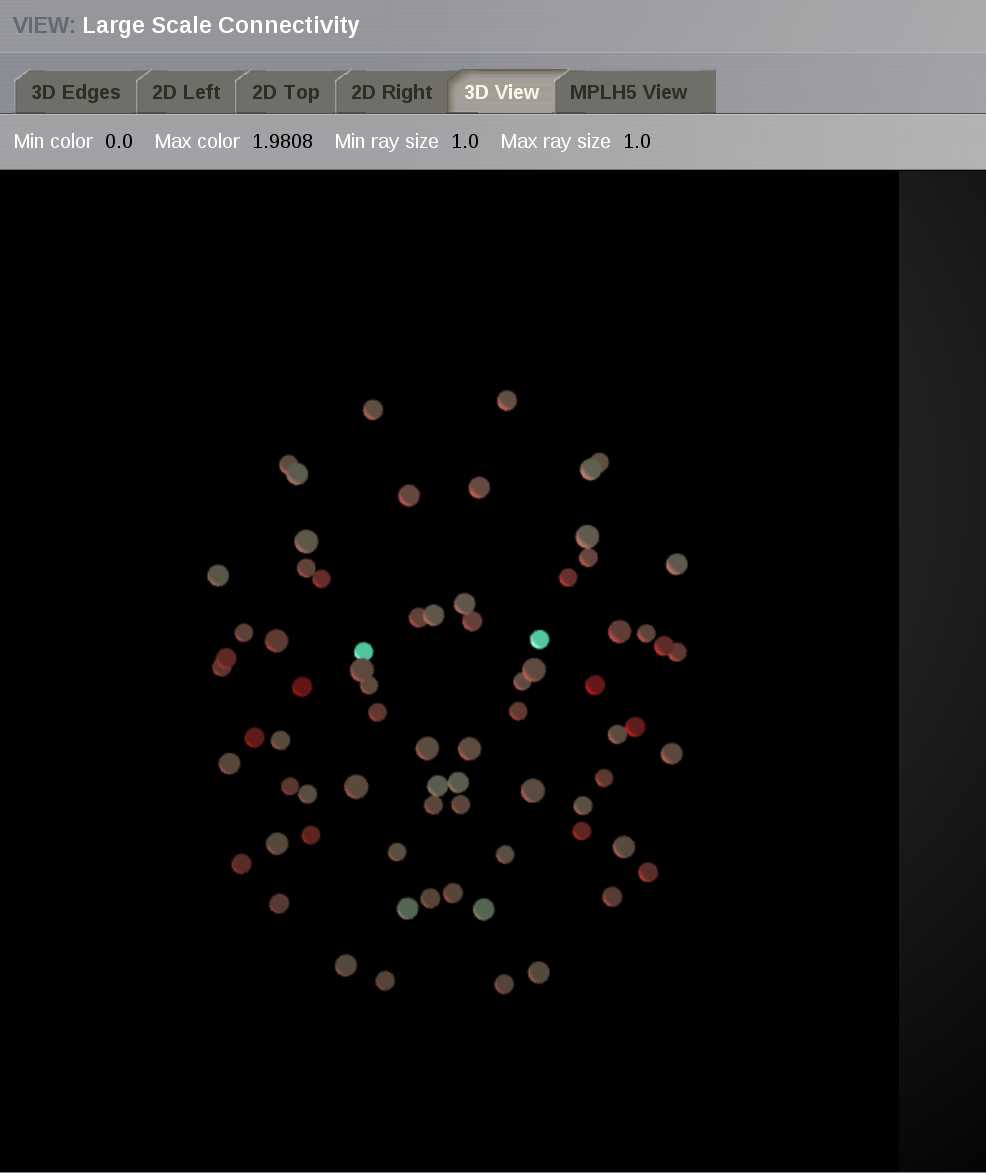 VIEW: Large Scale Connectivity
3D Edges 2D Left 2D Top 2D Right 3D View MPLH5 View
Min color 0.0 Max color 1.9808 Min ray size 1.0 Max ray size 1.0